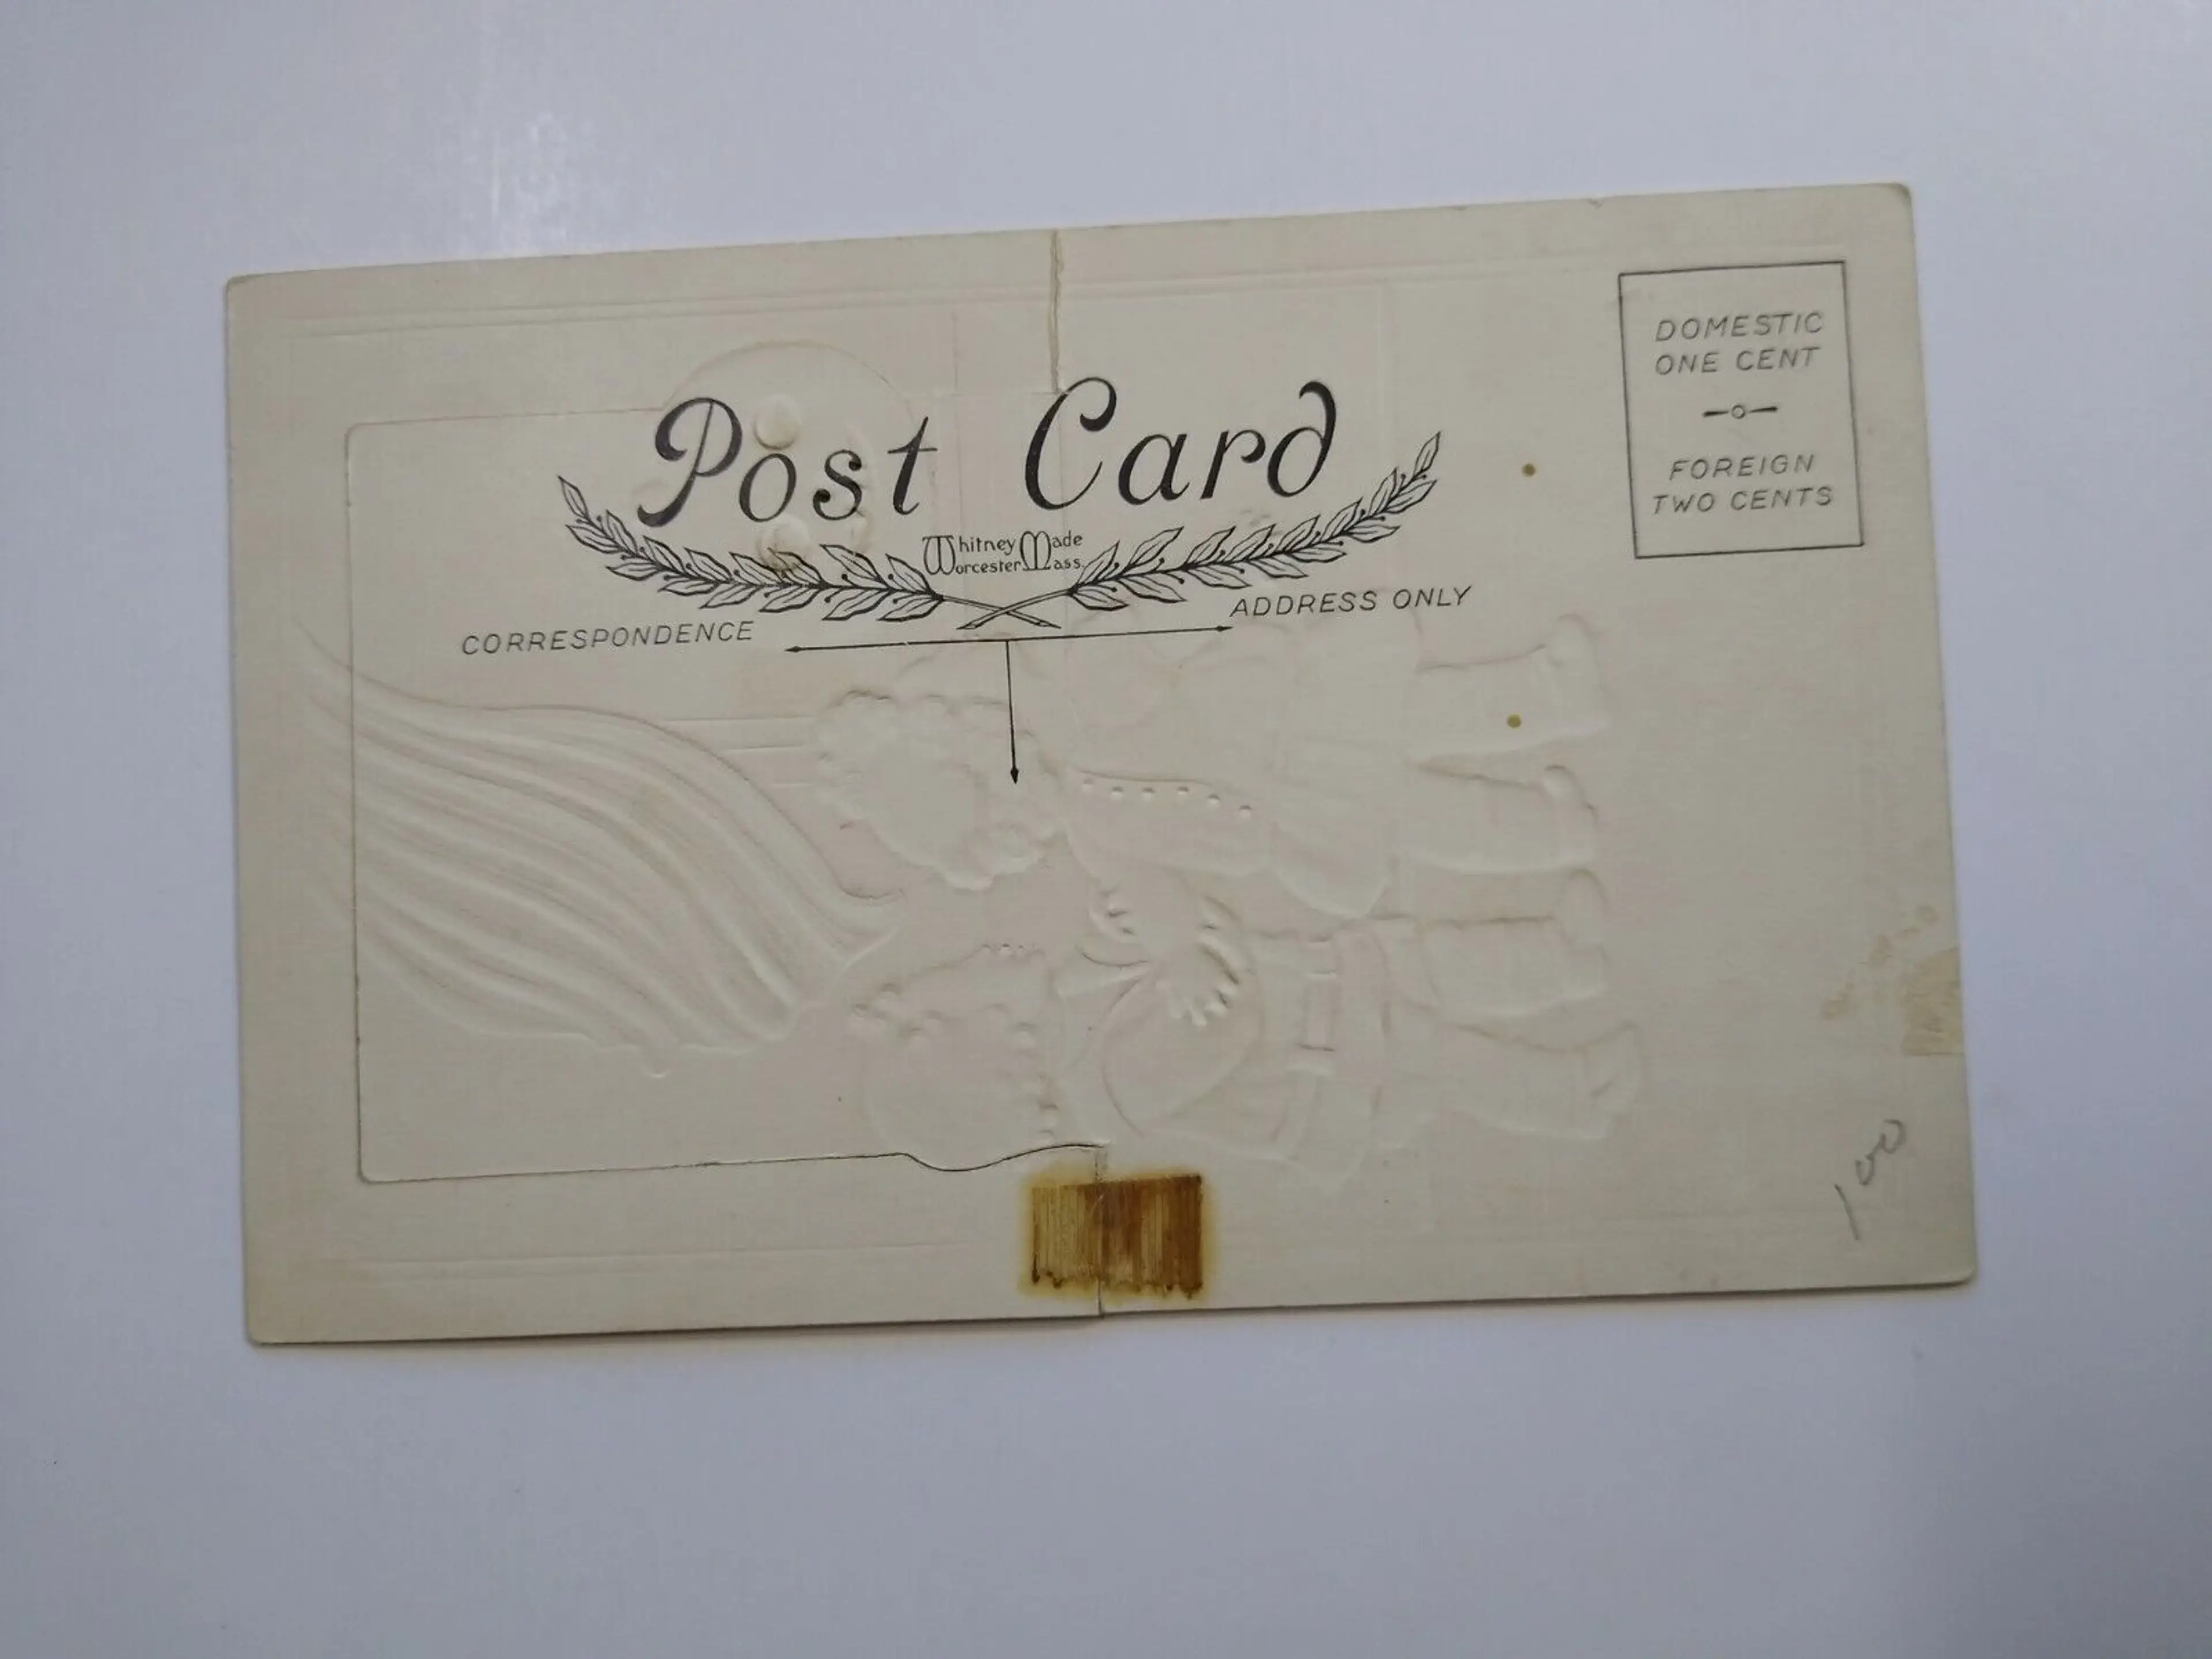 Post Card
Whitney Made
Worcester Mass.
CORRESPONDENCE
ADDRESS ONLY
DOMESTIC
ONE CENT
FOREIGN
TWO CENTS
100